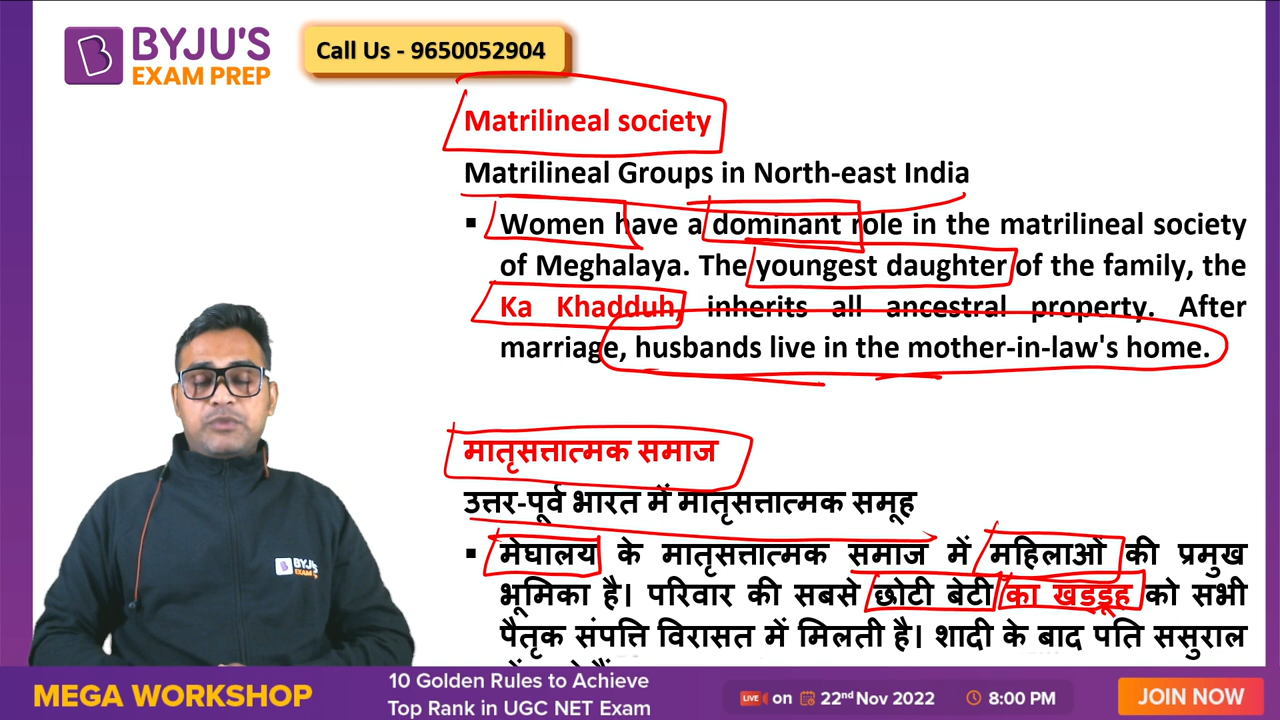 BYJU'S
EXAM PREP
Call Us - 9650052904
Matrilineal society
Matrilineal Groups in North-east India
▪ Women have a dominant role in the matrilineal society
of Meghalaya. The youngest daughter of the family, the
Ka Khadduh, inherits all ancestral property. After
marriage, husbands live in the mother-in-law's home.
मातृसत्तात्मक समाज
उत्तर-पूर्व भारत में मातृसत्तात्मक समूह
▪ मेघालय के मातृसत्तात्मक समाज में महिलाओं की प्रमुख
भूमिका है। परिवार की सबसे छोटी बेटी का खड्डूह को सभी
पैतृक संपत्ति विरासत में मिलती है। शादी के बाद पति ससुराल
BYJU'S
EXAM PREP
MEGA WORKSHOP
10 Golden Rules to Achieve
Top Rank in UGC NET Exam
LIVE on 22nd Nov 2022 8:00 PM
JOIN NOW